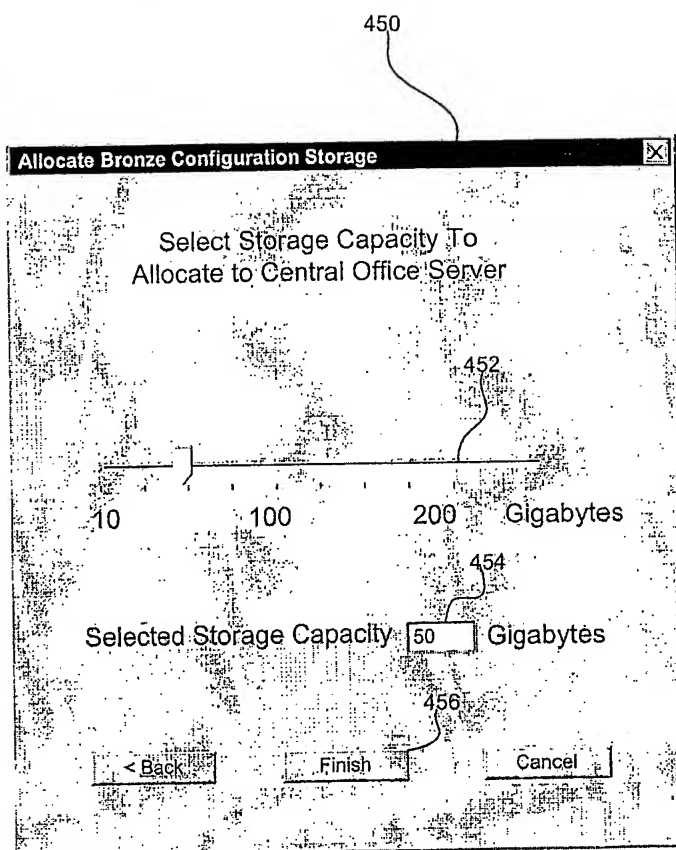 450
Allocate Bronze Configuration Storage
Select Storage Capacity To
Allocate to Central Office Server
452
10 100 200 Gigabytes
454
Selected Storage Capacity 50 Gigabytes
456
< Back Finish Cancel